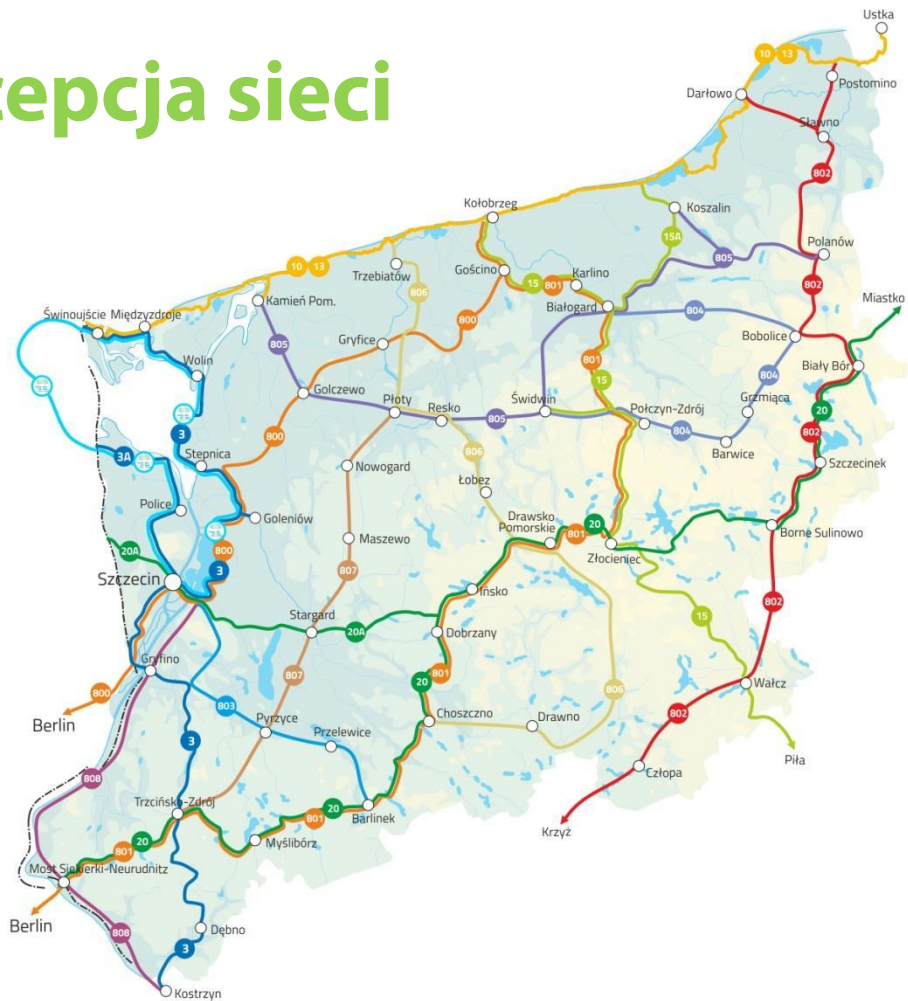 cepcja sieci
Ustka
10 13
Postomino
Darłowo
Sławno
802
Kołobrzeg
Koszalin
15A
10 13
Trzebiatów
Gościno
Karlino
805
Polanów
806
15 801
802
Miastko
Kamień Pom.
Białogard
804
Świnoujście
Międzyzdroje
800
Bobolice
805
Gryfice
801
Biały Bór
Wolin
804
15
Golczewo
Płoty
Świdwin
Grzmiąca
20
3
Resko
805
Połczyn-Zdrój
804
802
800
Barwice
3A
Stepnica
806
Szczecinek
Nowogard
Łobez
Police
Goleniów
Drawsko
Pomorskie
801 20
Borne Sulinowo
Maszewo
Złocieniec
20A
800
3
807
Szczecin
Ińsko
802
Stargard
20A
15
Dobrzany
Gryfino
801
807
20
806
Wałcz
800
803
Berlin
Choszczno
Drawno
802
Pyrzyce
3
Przelewice
Piła
Człopa
808
Trzcińsko-Zdrój
801 20
Barlinek
Krzyż
Myślibórz
801 20
Most Siekierki-Neurudnitz
Berlin
Dębno
808
3
Kostrzyn